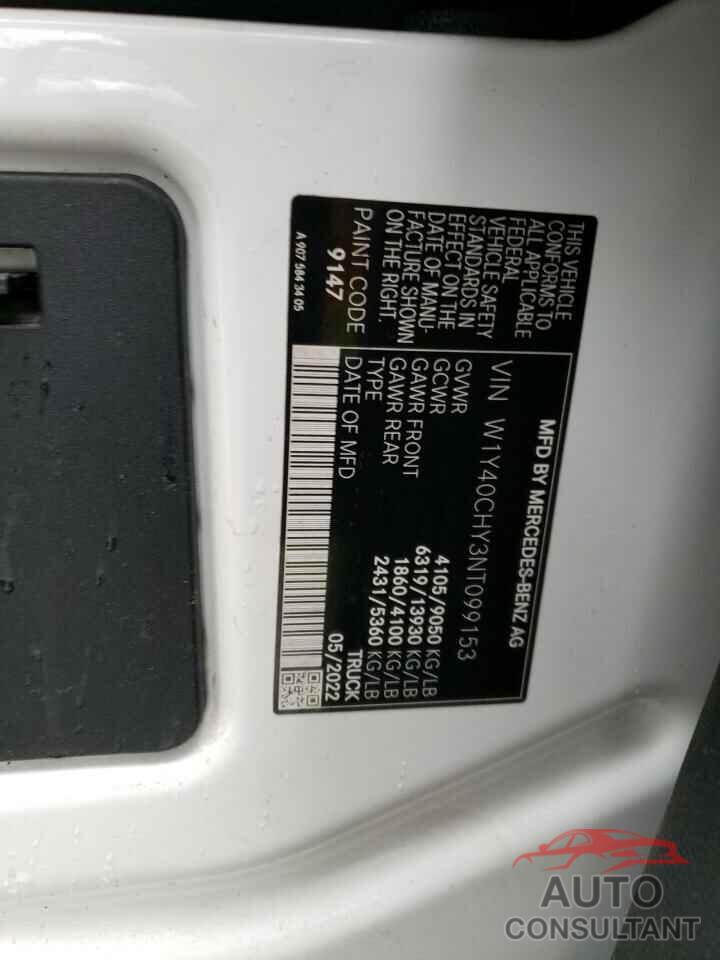 MFD BY MERCEDES-BENZ AG
VIN W1Y40CHY3NT099153
GVWR 4105/9050 KG/LB
GCWR 6319/13930 KG/LB
GAWR FRONT 1860/4100 KG/LB
GAWR REAR 2431/5360 KG/LB
TYPE TRUCK
DATE OF MFD 05/2022
THIS VEHICLE
CONFORMS TO
ALL APPLICABLE
FEDERAL
VEHICLE SAFETY
STANDARDS IN
EFFECT ON THE
DATE OF MANU-
FACTURE SHOWN
ON THE RIGHT.
PAINT CODE
9147
A 907 584 34 05
AUTO
CONSULTANT